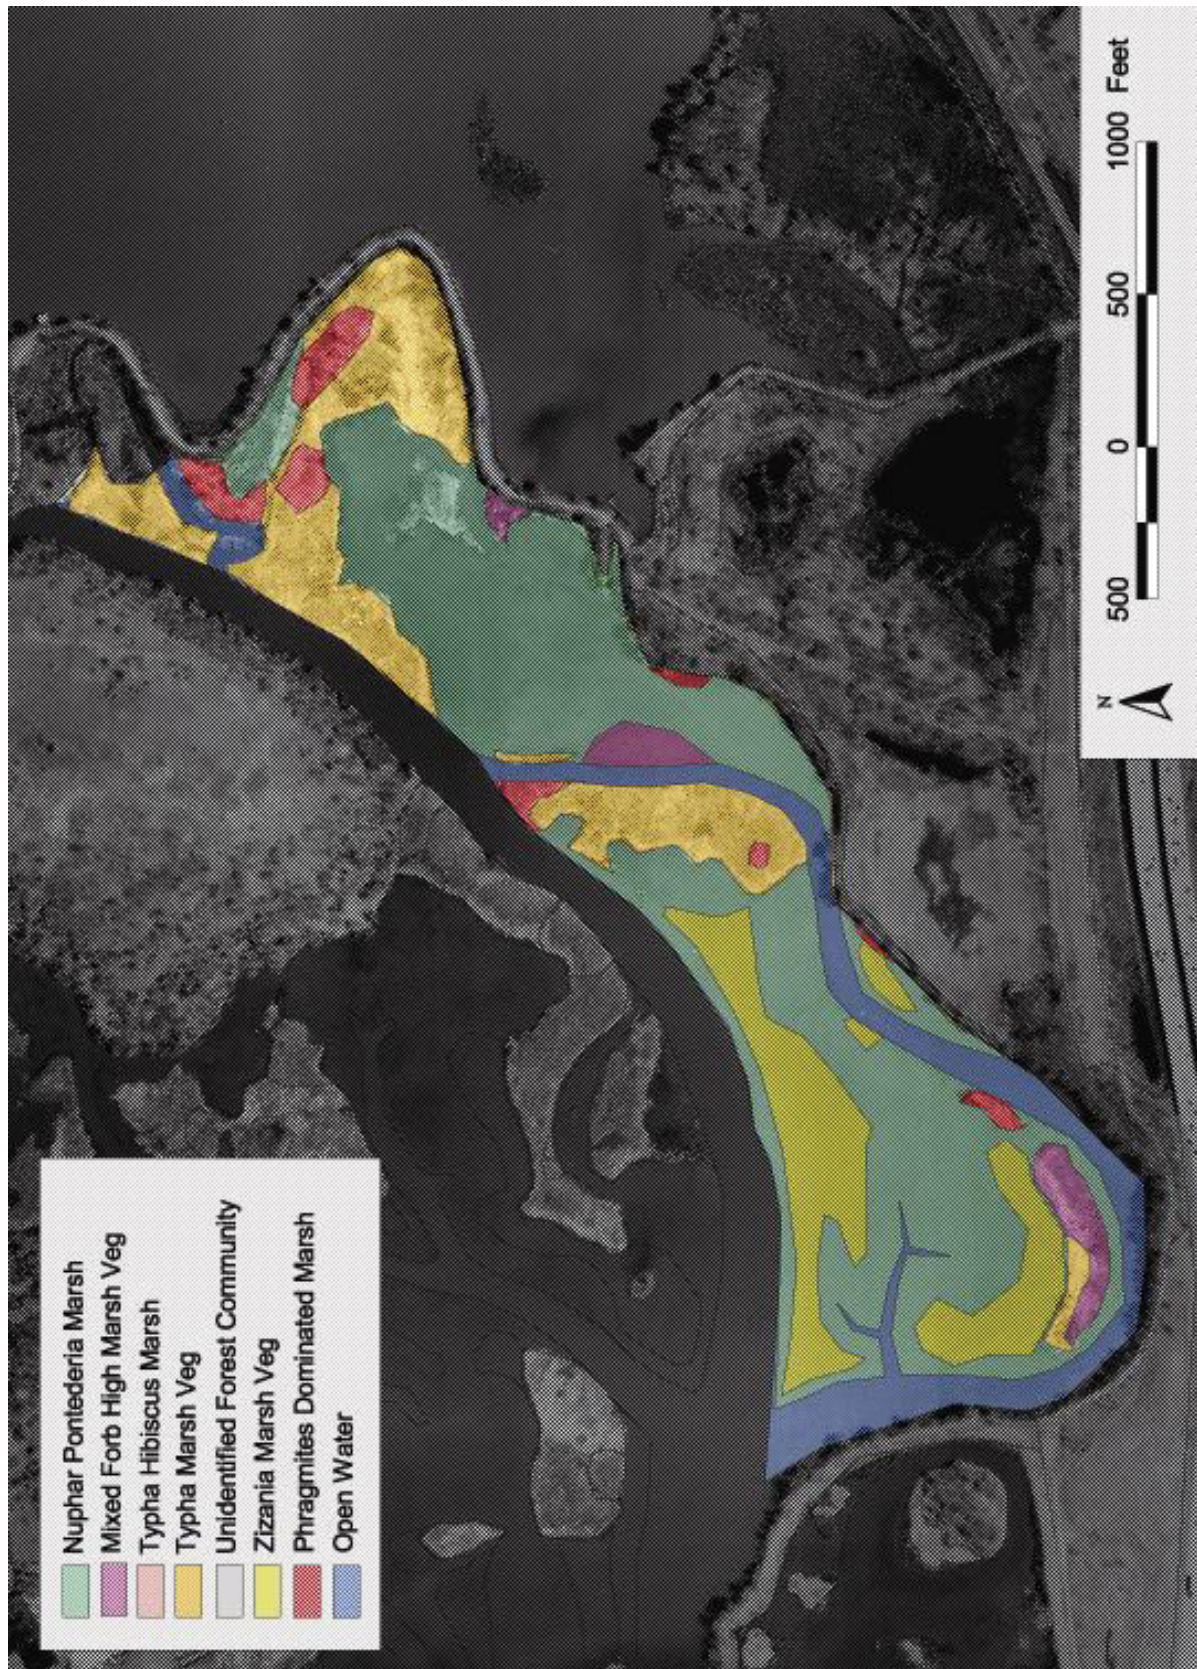 Nuphar Pontederia Marsh
Mixed Forb High Marsh Veg
Typha Hibiscus Marsh
Typha Marsh Veg
Unidentified Forest Community
Zizania Marsh Veg
Phragmites Dominated Marsh
Open Water
N
500 0 500 1000 Feet